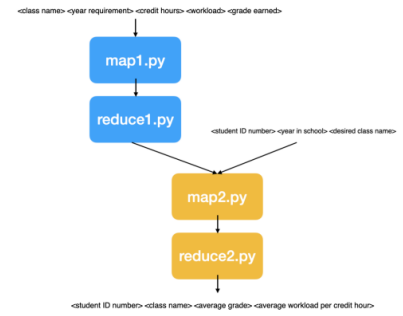 <class name> <year requirement> <credit hours> <workload> <grade earned>
map1.py
reduce1.py
<student ID number> <year in school> <desired class name>
map2.py
reduce2.py
<student ID number> <class name> <average grade> <average workload per credit hour>